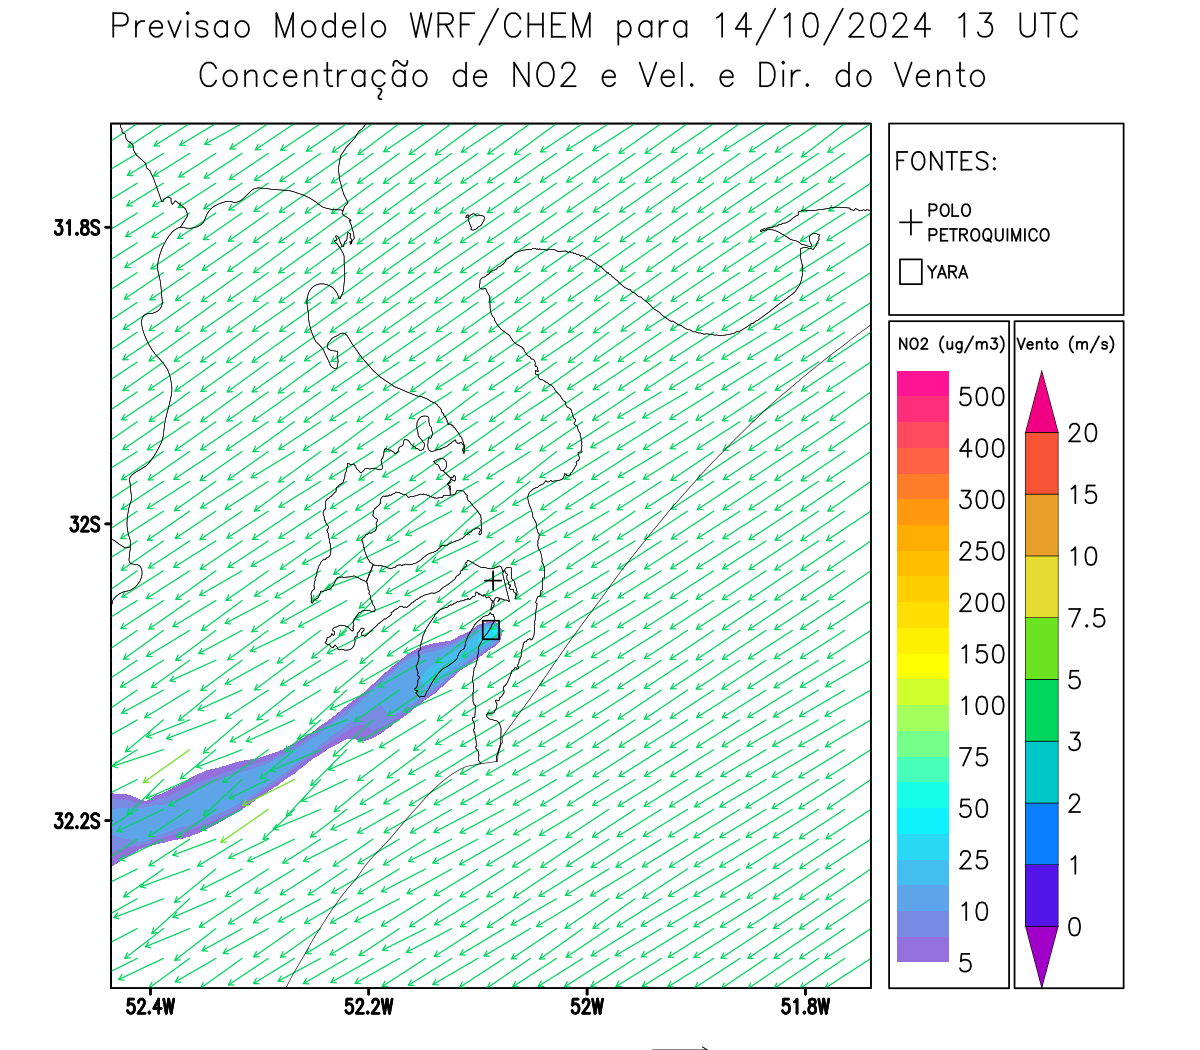 Previsao Modelo WRF/CHEM para 14/10/2024 13 UTC
Concentração de NO2 e Vel. e Dir. do Vento
31.8S
32S
32.2S
52.4W
52.2W
52W
51.8W
FONTES:
POLO
PETROQUIMICO
YARA
NO2 (ug/m3)
500
400
300
250
200
150
100
75
50
25
10
5
Vento (m/s)
20
15
10
7.5
5
3
2
1
0